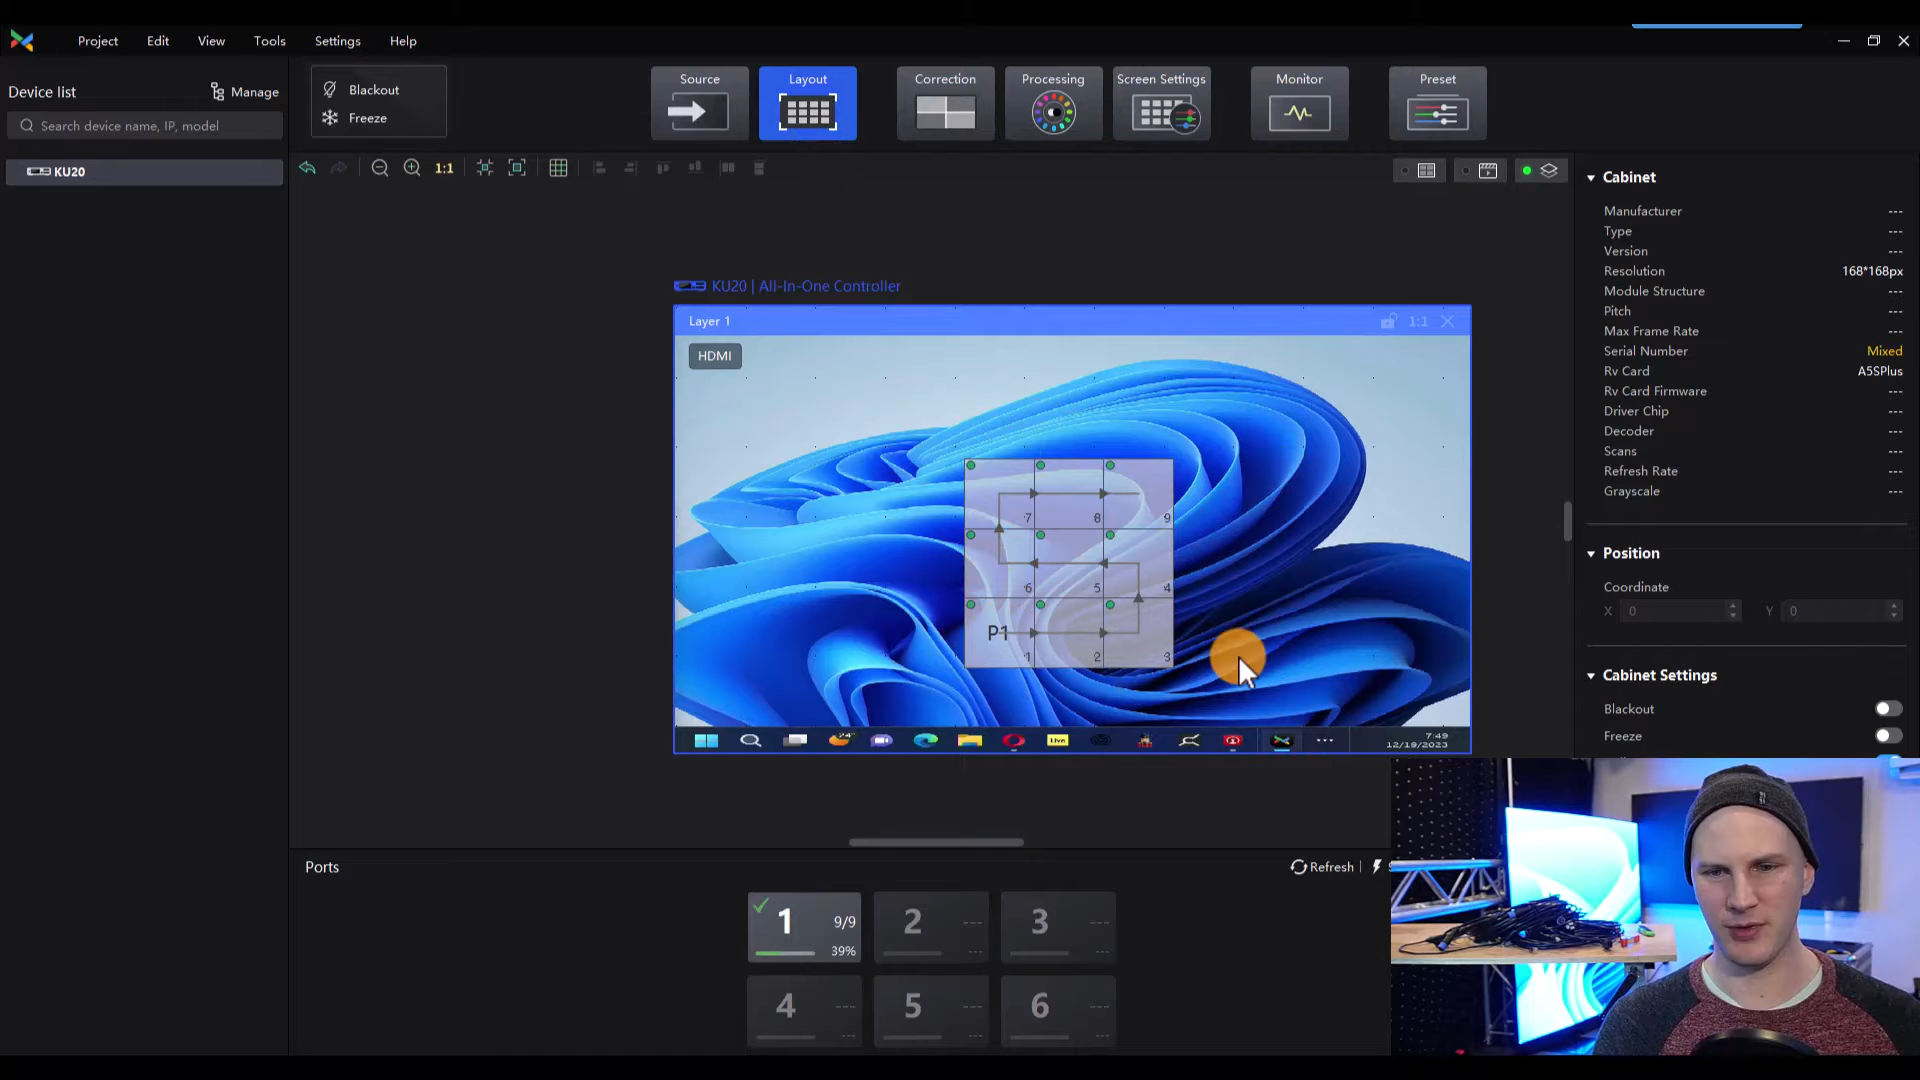 Project Edit View Tools Settings Help
Device list Manage
Search device name, IP, model
KU20
Blackout
Freeze
Source Layout Correction Processing Screen Settings Monitor Preset
1:1
KU20 | All-In-One Controller
Layer 1 1:1
HDMI
7 8 9
6 5 4
P1
1 2 3
24°
Live
7:49
12/19/2023
Cabinet
Manufacturer ---
Type ---
Version ---
Resolution 168*168px
Module Structure ---
Pitch ---
Max Frame Rate ---
Serial Number Mixed
Rv Card A5SPlus
Rv Card Firmware ---
Driver Chip ---
Decoder ---
Scans ---
Refresh Rate ---
Grayscale ---
Position
Coordinate
X 0 Y 0
Cabinet Settings
Blackout
Freeze
Ports Refresh
1 9/9 39%
2 --- ---
3 --- ---
4 --- ---
5 --- ---
6 --- ---